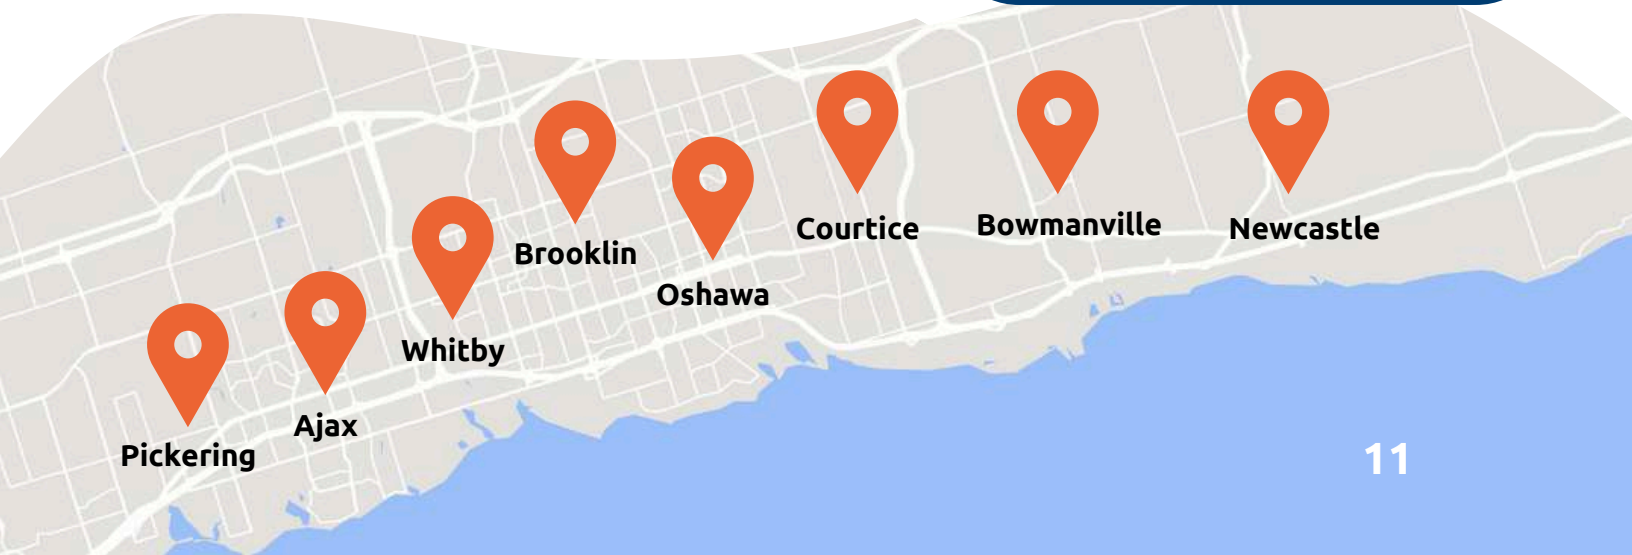 Courtice
Bowmanville
Newcastle
Brooklin
Oshawa
Whitby
Ajax
Pickering
11